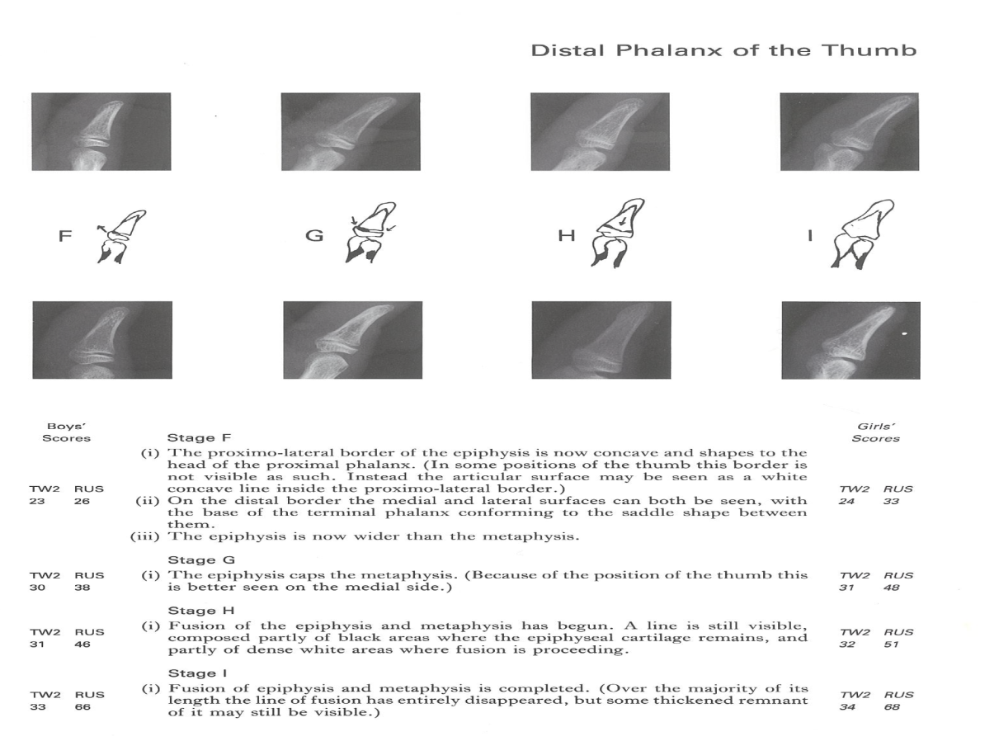 Distal Phalanx of the Thumb
F
G
H
I
Boys'
Scores
Girls'
Scores
Stage F
(i) The proximo-lateral border of the epiphysis is now concave and shapes to the
head of the proximal phalanx. (In some positions of the thumb this border is
not visible as such. Instead the articular surface may be seen as a white
concave line inside the proximo-lateral border.)
TW2 RUS
23 26
TW2 RUS
24 33
(ii) On the distal border the medial and lateral surfaces can both be seen, with
the base of the terminal phalanx conforming to the saddle shape between
them.
(iii) The epiphysis is now wider than the metaphysis.
Stage G
TW2 RUS
30 38
(i) The epiphysis caps the metaphysis. (Because of the position of the thumb this
is better seen on the medial side.)
TW2 RUS
31 48
Stage H
TW2 RUS
31 46
(i) Fusion of the epiphysis and metaphysis has begun. A line is still visible,
composed partly of black areas where the epiphyseal cartilage remains, and
partly of dense white areas where fusion is proceeding.
TW2 RUS
32 51
Stage I
TW2 RUS
33 66
(i) Fusion of epiphysis and metaphysis is completed. (Over the majority of its
length the line of fusion has entirely disappeared, but some thickened remnant
of it may still be visible.)
TW2 RUS
34 68